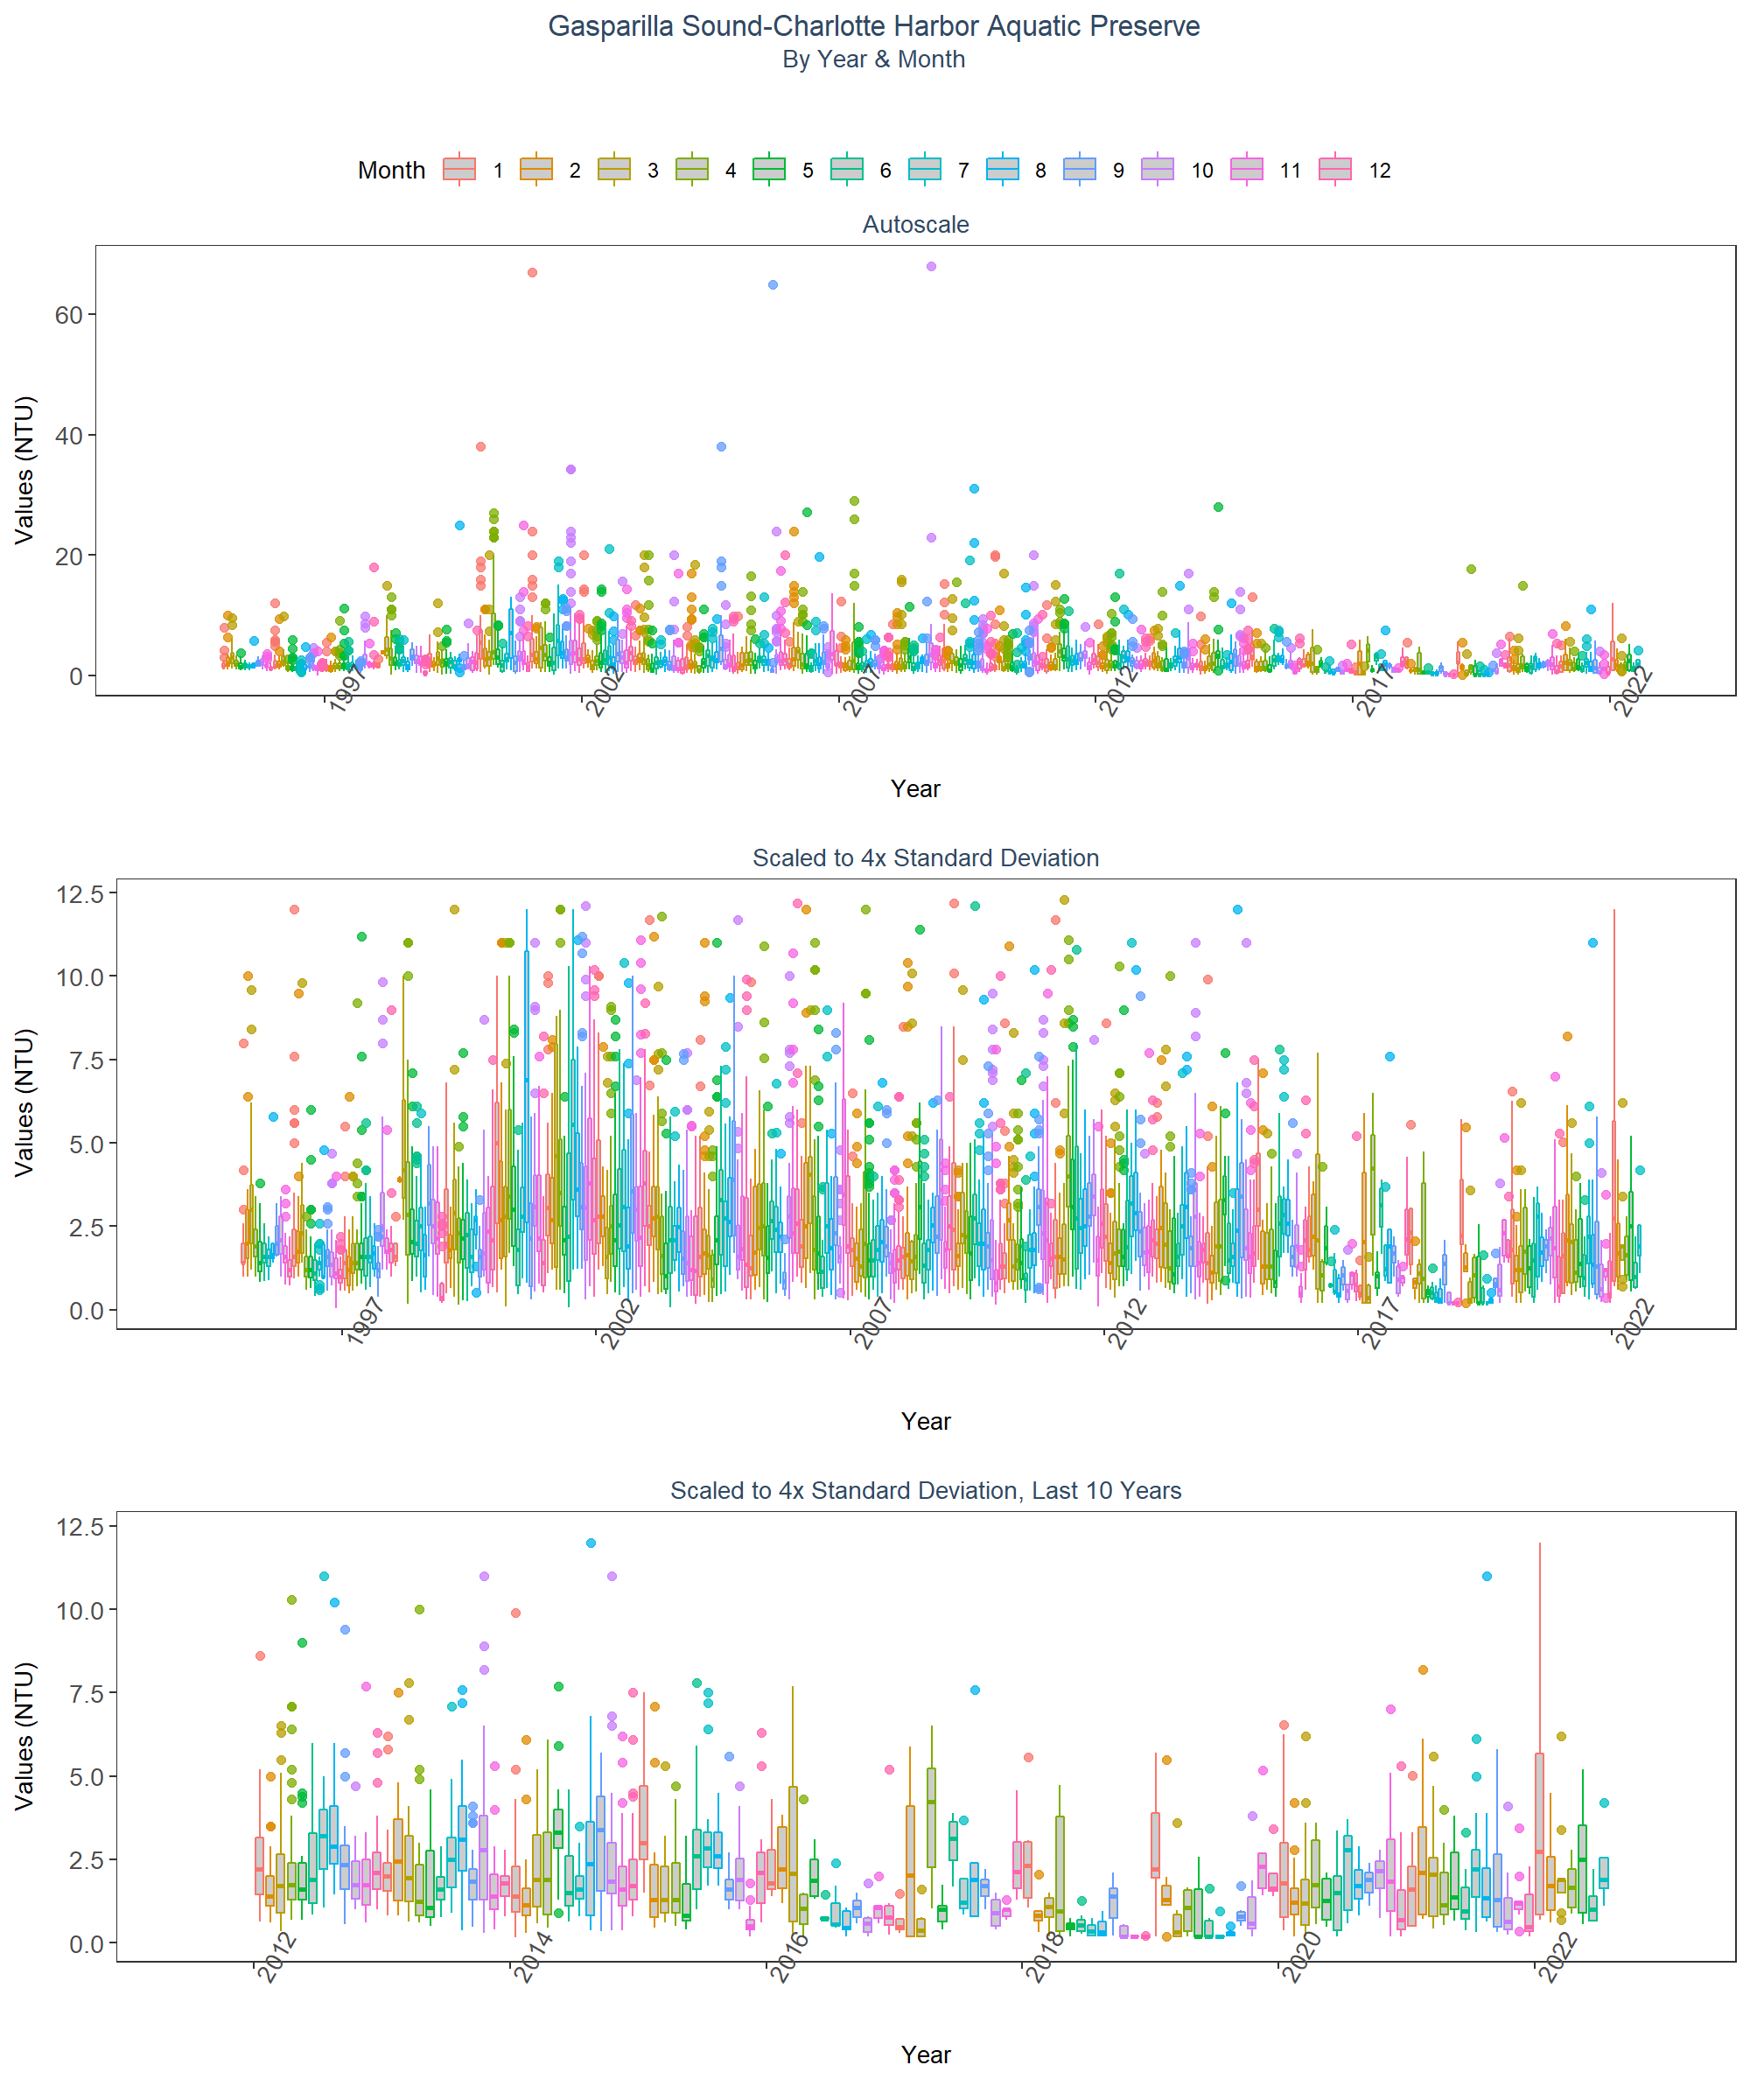 Gasparilla Sound-Charlotte Harbor Aquatic Preserve
By Year & Month
Month 1 2 3 4 5 6 7 8 9 10 11 12
Autoscale
Values (NTU)
60
40
20
0
1997 2002 2007 2012 2017 2022
Year
Scaled to 4x Standard Deviation
Values (NTU)
12.5
10.0
7.5
5.0
2.5
0.0
1997 2002 2007 2012 2017 2022
Year
Scaled to 4x Standard Deviation, Last 10 Years
Values (NTU)
12.5
10.0
7.5
5.0
2.5
0.0
2012 2014 2016 2018 2020 2022
Year